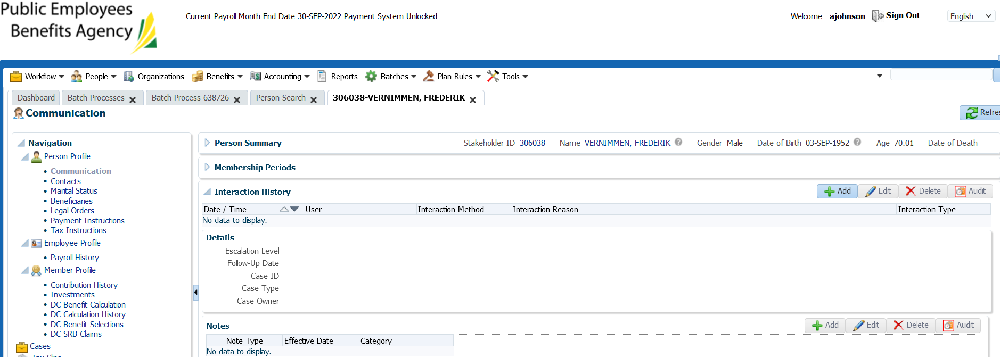 Public Employees
Benefits Agency
Current Payroll Month End Date 30-SEP-2022 Payment System Unlocked
Welcome ajohnson Sign Out English
Workflow People Organizations Benefits Accounting Reports Batches Plan Rules Tools
Dashboard Batch Processes Batch Process-638726 Person Search 306038-VERNIMMEN, FREDERIK
Communication
Refres
Navigation
Person Profile
Communication
Contacts
Marital Status
Beneficiaries
Legal Orders
Payment Instructions
Tax Instructions
Employee Profile
Payroll History
Member Profile
Contribution History
Investments
DC Benefit Calculation
DC Calculation History
DC Benefit Selections
DC SRB Claims
Cases
Tax Slips
Person Summary Stakeholder ID 306038 Name VERNIMMEN, FREDERIK Gender Male Date of Birth 03-SEP-1952 Age 70.01 Date of Death
Membership Periods
Interaction History Add Edit Delete Audit
Date / Time User Interaction Method Interaction Reason Interaction Type
No data to display.
Details
Escalation Level
Follow-Up Date
Case ID
Case Type
Case Owner
Notes Add Edit Delete Audit
Note Type Effective Date Category
No data to display.